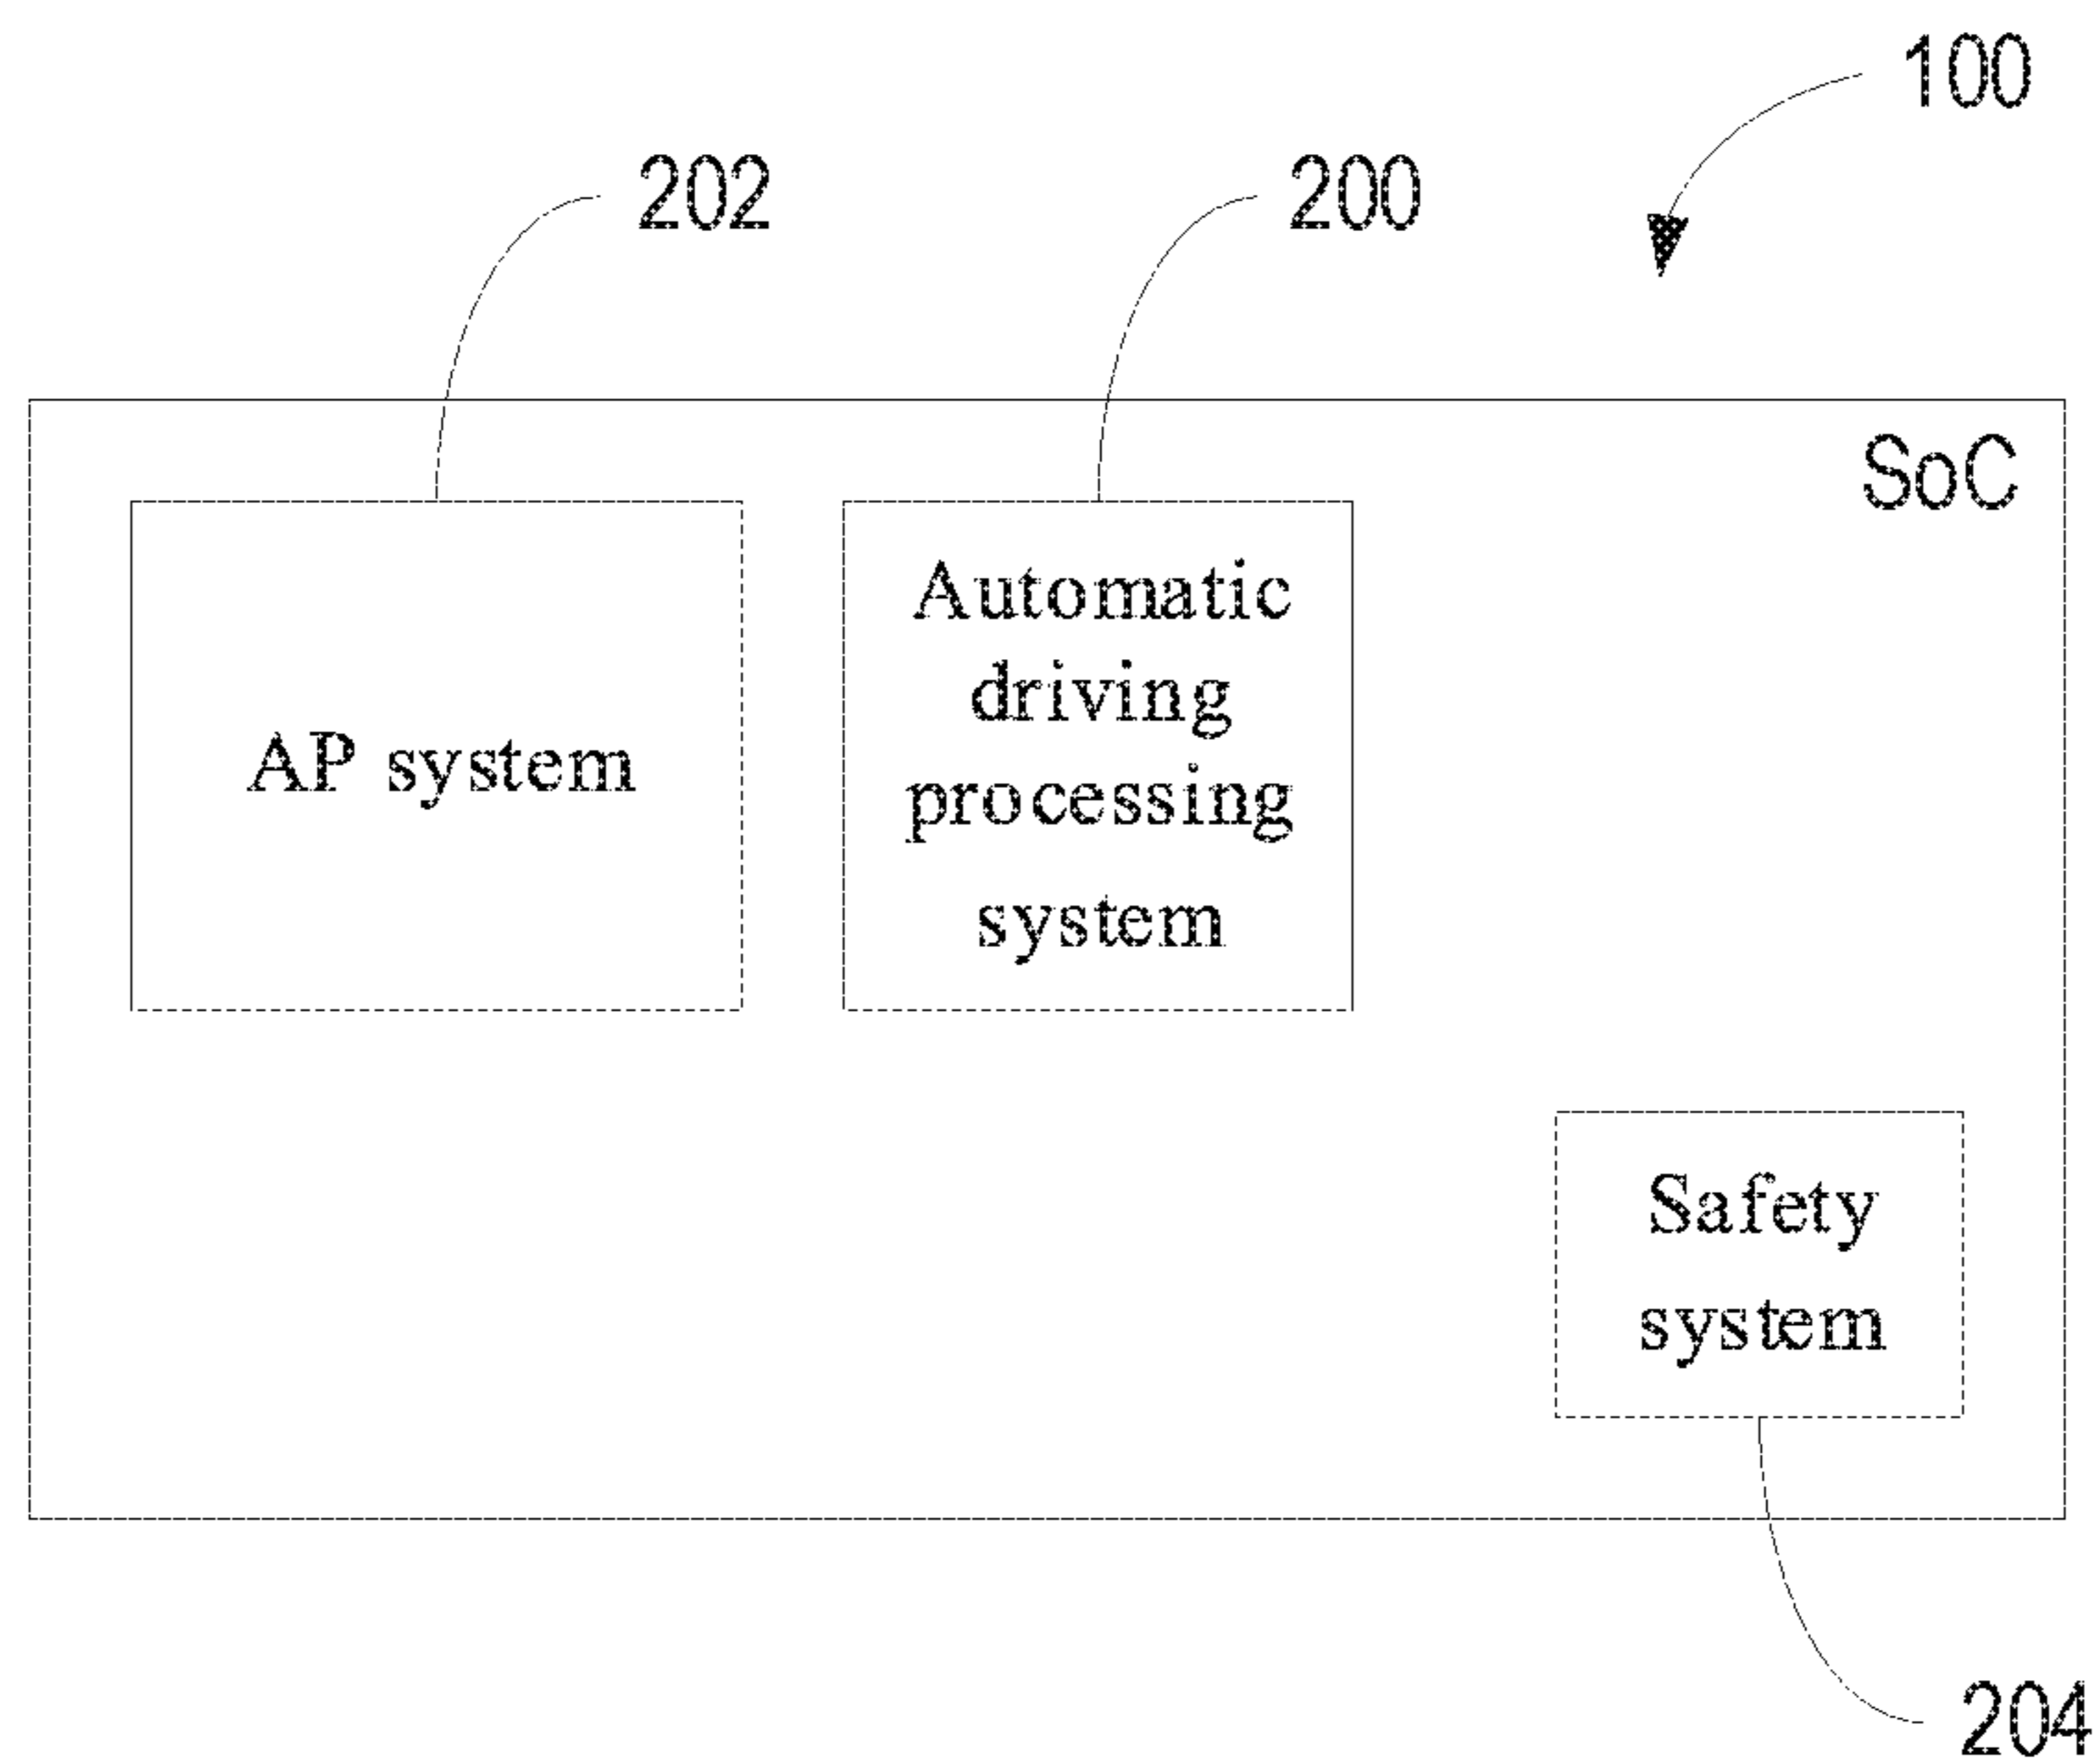 100
202
200
SoC
AP system
Automatic
driving
processing
system
Safety
system
204